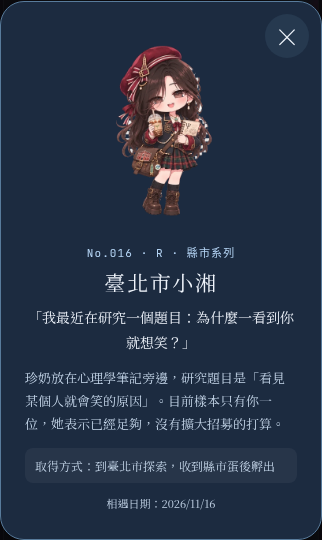 No.016 · R · 縣市系列
臺北市小湘
「我最近在研究一個題目：為什麼一看到你
就想笑？」
珍奶放在心理學筆記旁邊，研究題目是「看見
某個人就會笑的原因」。目前樣本只有你一
位，她表示已經足夠，沒有擴大招募的打算。
取得方式：到臺北市探索，收到縣市蛋後孵出
相遇日期：2026/11/16